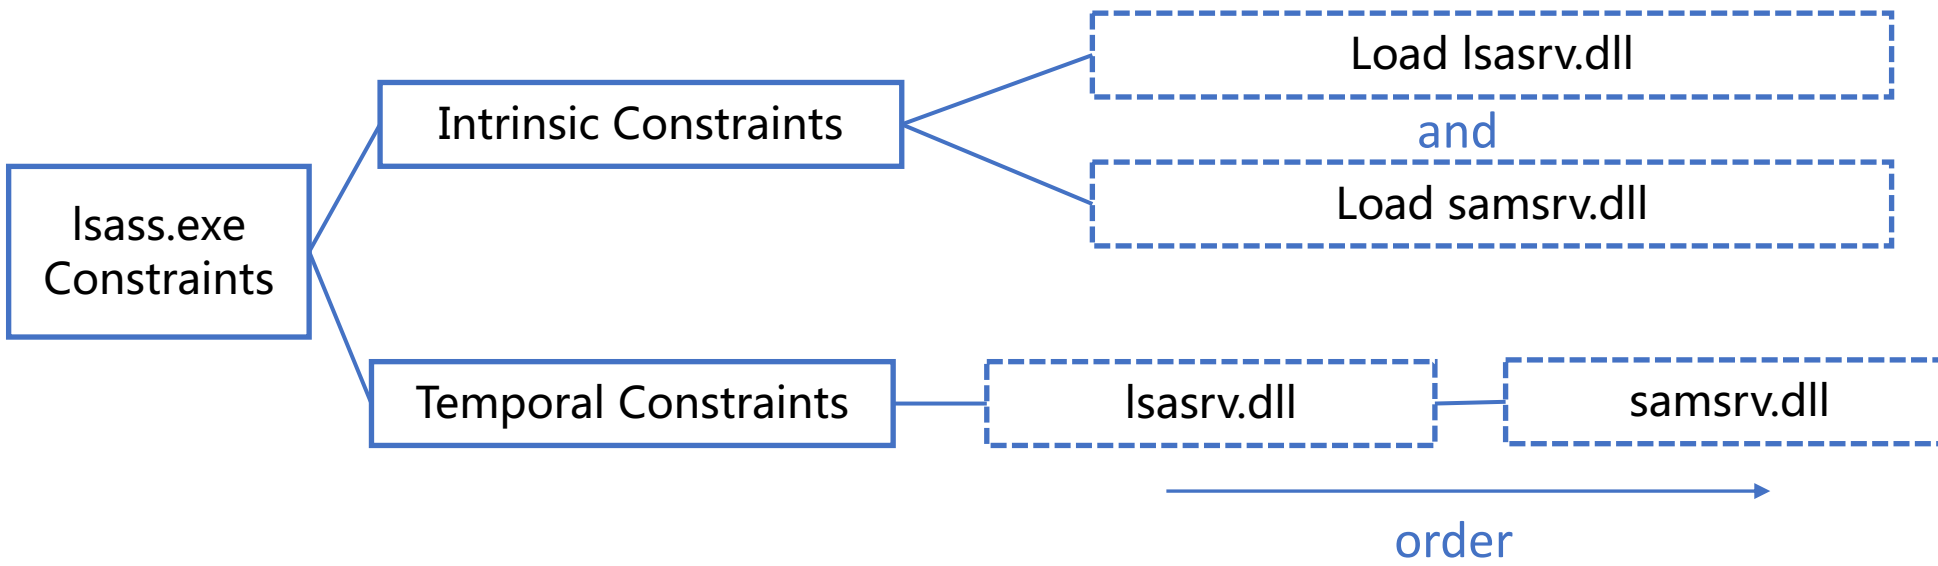 Load lsasrv.dll
Intrinsic Constraints
and
Load samsrv.dll
lsass.exe
Constraints
Temporal Constraints
lsasrv.dll
samsrv.dll
order